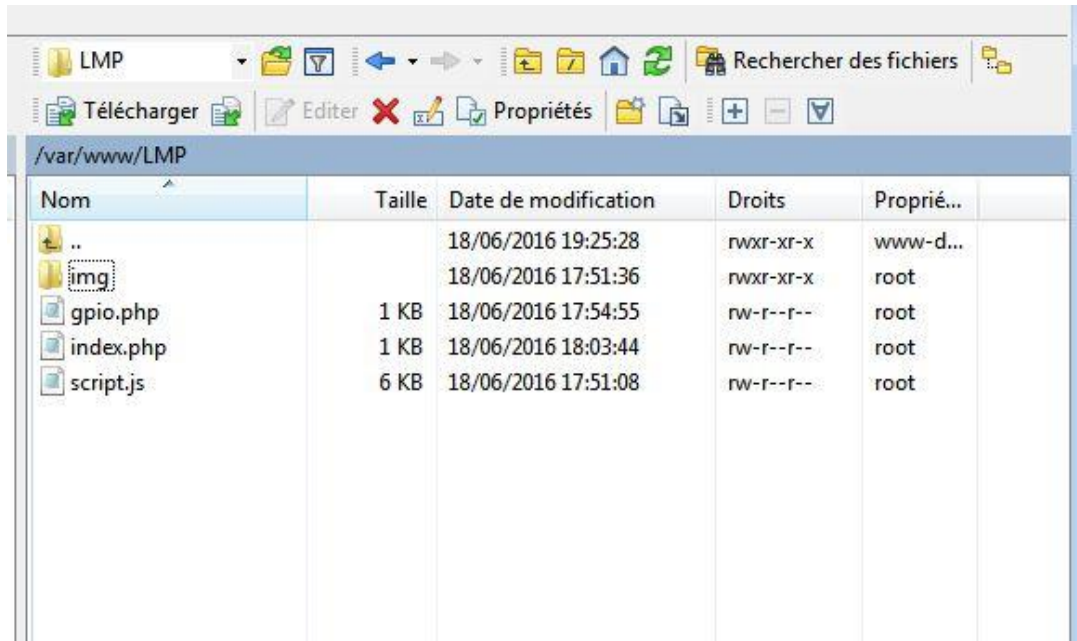 LMP Rechercher des fichiers
Télécharger Editer Propriétés
/var/www/LMP
Nom Taille Date de modification Droits Proprié...
.. 18/06/2016 19:25:28 rwxr-xr-x www-d...
img 18/06/2016 17:51:36 rwxr-xr-x root
gpio.php 1 KB 18/06/2016 17:54:55 rw-r--r-- root
index.php 1 KB 18/06/2016 18:03:44 rw-r--r-- root
script.js 6 KB 18/06/2016 17:51:08 rw-r--r-- root